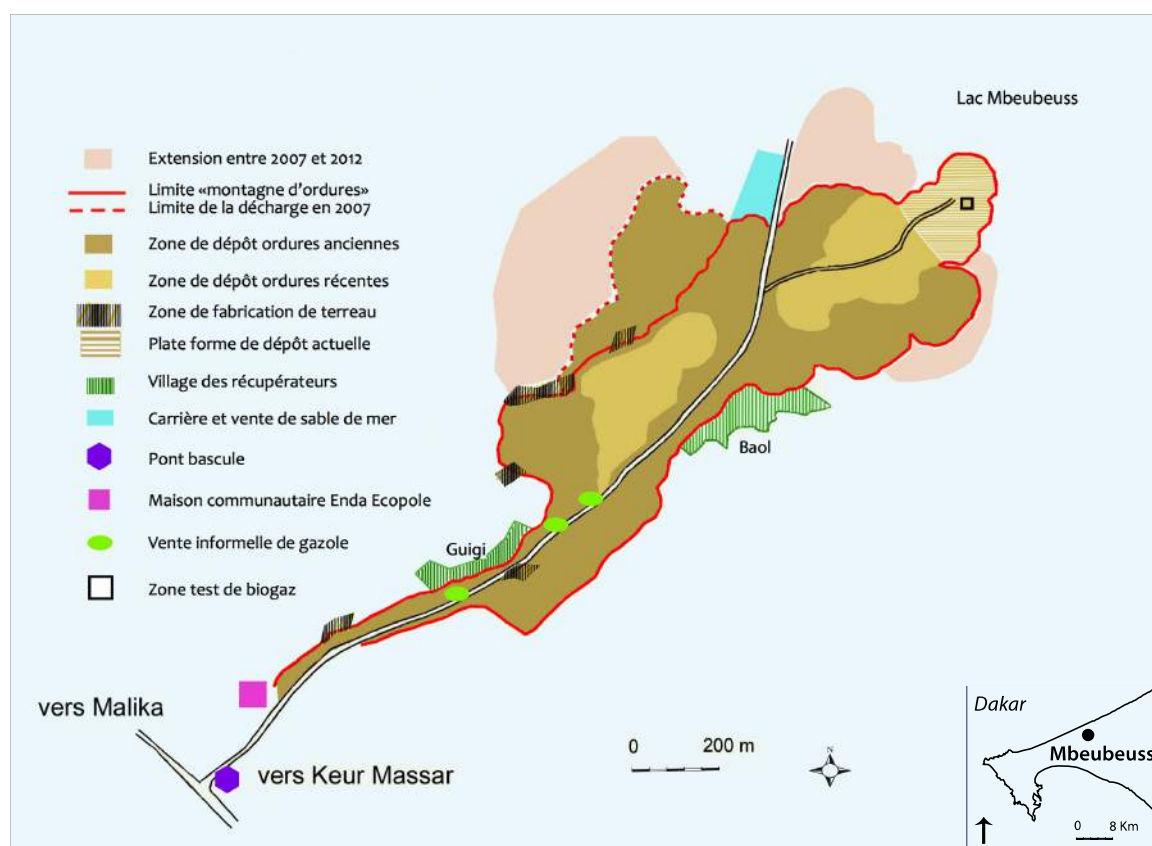 Lac Mbeubeuss
Extension entre 2007 et 2012
Limite «montagne d'ordures»
Limite de la décharge en 2007
Zone de dépôt ordures anciennes
Zone de dépôt ordures récentes
Zone de fabrication de terreau
Plate forme de dépôt actuelle
Village des récupérateurs
Carrière et vente de sable de mer
Pont bascule
Maison communautaire Enda Ecopole
Vente informelle de gazole
Zone test de biogaz
Baol
Guigi
vers Malika
vers Keur Massar
0 200 m
N
Dakar
Mbeubeuss
0 8 Km